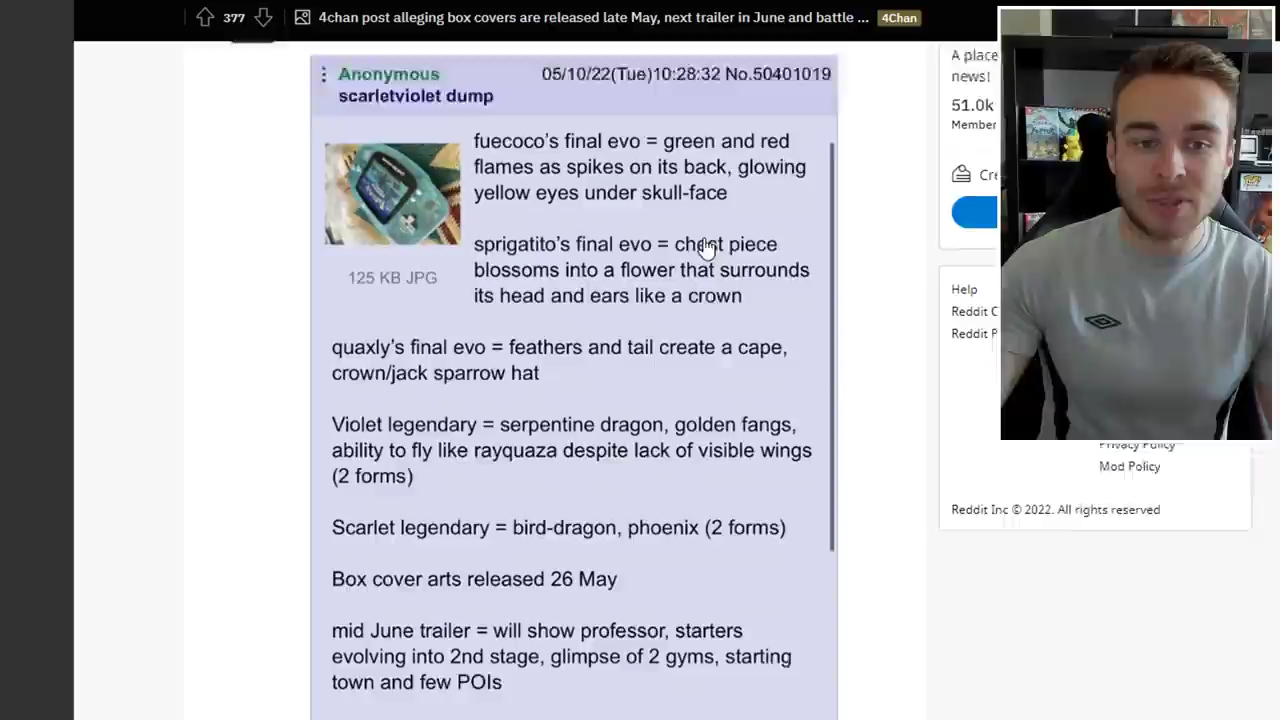 377
4chan post alleging box covers are released late May, next trailer in June and battle ...
4Chan
Anonymous
05/10/22(Tue)10:28:32 No.50401019
scarletviolet dump
125 KB JPG
fuecoco's final evo = green and red
flames as spikes on its back, glowing
yellow eyes under skull-face
sprigatito's final evo = chest piece
blossoms into a flower that surrounds
its head and ears like a crown
quaxly's final evo = feathers and tail create a cape,
crown/jack sparrow hat
Violet legendary = serpentine dragon, golden fangs,
ability to fly like rayquaza despite lack of visible wings
(2 forms)
Scarlet legendary = bird-dragon, phoenix (2 forms)
Box cover arts released 26 May
mid June trailer = will show professor, starters
evolving into 2nd stage, glimpse of 2 gyms, starting
town and few POIs
A place
news!
51.0k
Member
Cre
Help
Reddit C
Reddit P
Privacy Policy
Mod Policy
Reddit Inc © 2022. All rights reserved